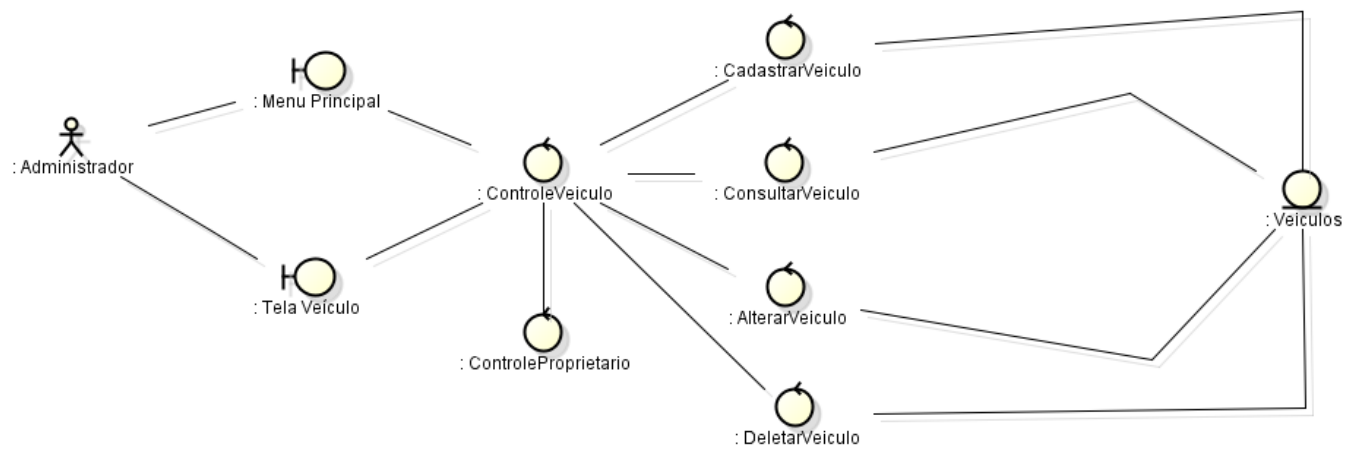 : CadastrarVeiculo
: Menu Principal
: Administrador
: ControleVeiculo
: ConsultarVeiculo
: Veiculos
: Tela Veículo
: AlterarVeiculo
: ControleProprietario
: DeletarVeiculo